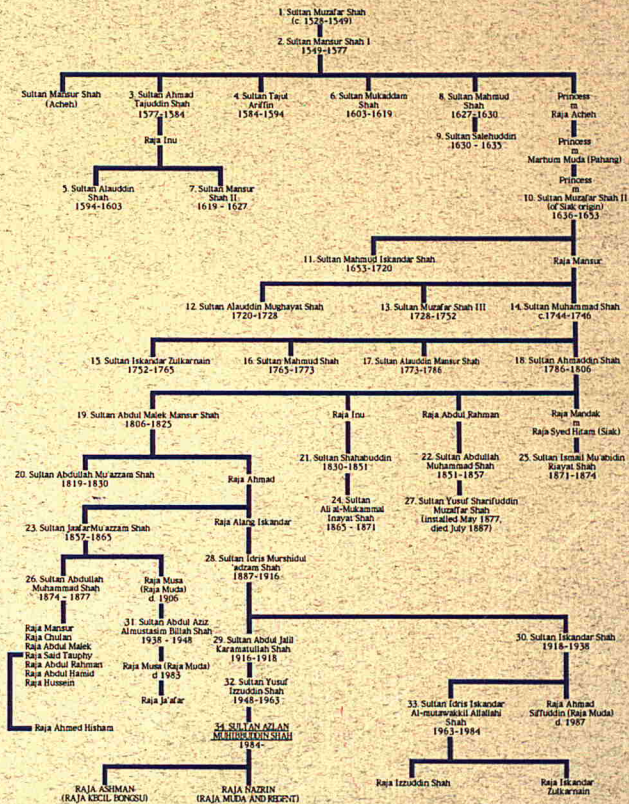 1. Sultan Muzafar Shah
(c. 1528-1549)
2. Sultan Mansur Shah I
1549-1577
Sultan Mansur Shah
(Acheh)
3. Sultan Ahmad
Tajuddin Shah
1577-1584
4. Sultan Tajul
Ariffin
1584-1594
6. Sultan Mukaddam
Shah
1603-1619
8. Sultan Mahmud
Shah
1627-1630
Princess
m
Raja Acheh
Raja Inu
9. Sultan Salehuddin
1630 - 1635
Princess
m
Marhum Muda (Pahang)
5. Sultan Alauddin
Shah
1594-1603
7. Sultan Mansur
Shah II
1619 - 1627
Princess
m
10. Sultan Muzafar Shah II
(of Siak origin)
1636-1653
11. Sultan Mahmud Iskandar Shah
1653-1720
Raja Mansur
12. Sultan Alauddin Mughayat Shah
1720-1728
13. Sultan Muzafar Shah III
1728-1752
14. Sultan Muhammad Shah
c.1744-1746
15. Sultan Iskandar Zulkarnain
1752-1765
16. Sultan Mahmud Shah
1765-1773
17. Sultan Alauddin Mansur Shah
1773-1786
18. Sultan Ahmaddin Shah
1786-1806
19. Sultan Abdul Malek Mansur Shah
1806-1825
Raja Inu
Raja Abdul Rahman
Raja Mandak
m
Raja Syed Hitam (Siak)
20. Sultan Abdullah Mu'azzam Shah
1819-1830
Raja Ahmad
21. Sultan Shahabuddin
1830-1851
22. Sultan Abdullah
Muhammad Shah
1851-1857
25. Sultan Ismail Mu'abidin
Riayat Shah
1871-1874
23. Sultan Jaafar Mu'azzam Shah
1857-1865
Raja Alang Iskandar
24. Sultan
Ali al-Mukammal
Inayat Shah
1865 - 1871
27. Sultan Yusuf Sharifuddin
Muzaffar Shah
(installed May 1877,
died July 1887)
26. Sultan Abdullah
Muhammad Shah
1874 - 1877
Raja Musa
(Raja Muda)
d. 1906
28. Sultan Idris Murshidul
'adzam Shah
1887-1916
Raja Mansur
Raja Chulan
Raja Abdul Malek
Raja Said Tauphy
Raja Abdul Rahman
Raja Abdul Hamid
Raja Hussein
Raja Ahmed Hisham
31. Sultan Abdul Aziz
Almustasim Billah Shah
1938 - 1948
Raja Musa (Raja Muda)
d 1983
Raja Ja'afar
29. Sultan Abdul Jalil
Karamatullah Shah
1916-1918
30. Sultan Iskandar Shah
1918-1938
32. Sultan Yusuf
Izzuddin Shah
1948-1963
33. Sultan Idris Iskandar
Al-mutawakkil Allallahi
Shah
1963-1984
Raja Ahmad
Siffuddin (Raja Muda)
d. 1987
34. SULTAN AZLAN
MUHIBBUDDIN SHAH
1984-
RAJA ASHMAN
(RAJA KECIL BONGSU)
RAJA NAZRIN
(RAJA MUDA AND REGENT)
Raja Izzuddin Shah
Raja Iskandar
Zulkarnain